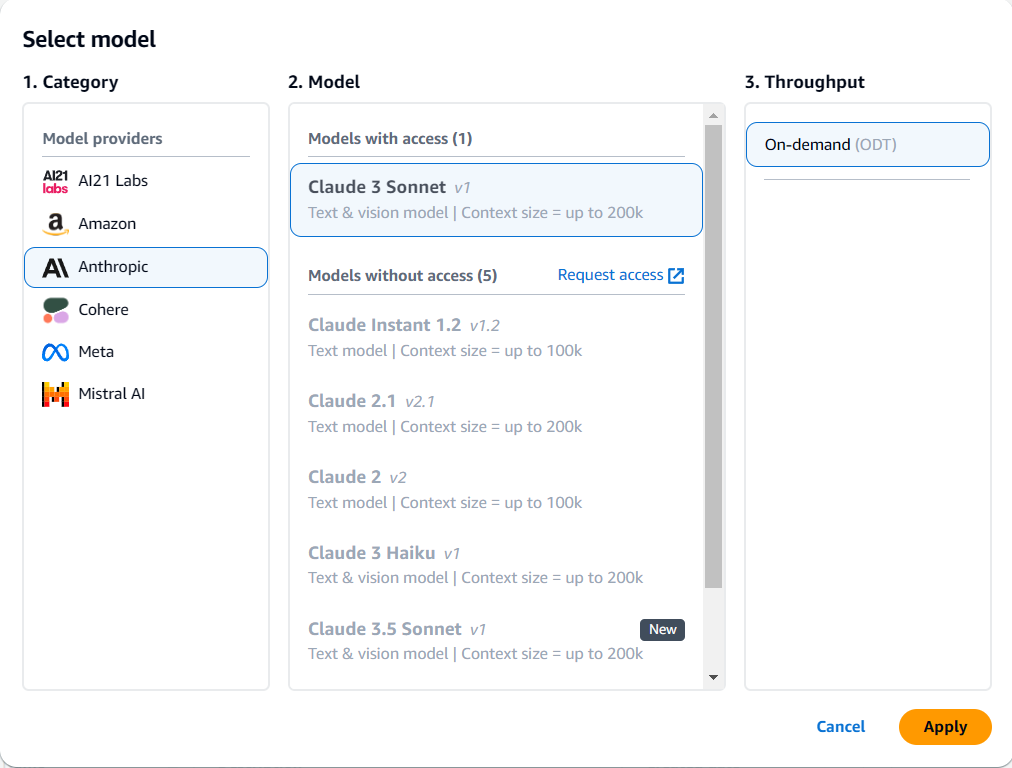 Select model
1. Category
Model providers
AI21 labs AI21 Labs
a Amazon
Anthropic
Cohere
Meta
Mistral AI
2. Model
Models with access (1)
Claude 3 Sonnet v1
Text & vision model | Context size = up to 200k
Models without access (5) Request access
Claude Instant 1.2 v1.2
Text model | Context size = up to 100k
Claude 2.1 v2.1
Text model | Context size = up to 200k
Claude 2 v2
Text model | Context size = up to 100k
Claude 3 Haiku v1
Text & vision model | Context size = up to 200k
Claude 3.5 Sonnet v1 New
Text & vision model | Context size = up to 200k
3. Throughput
On-demand (ODT)
Cancel Apply